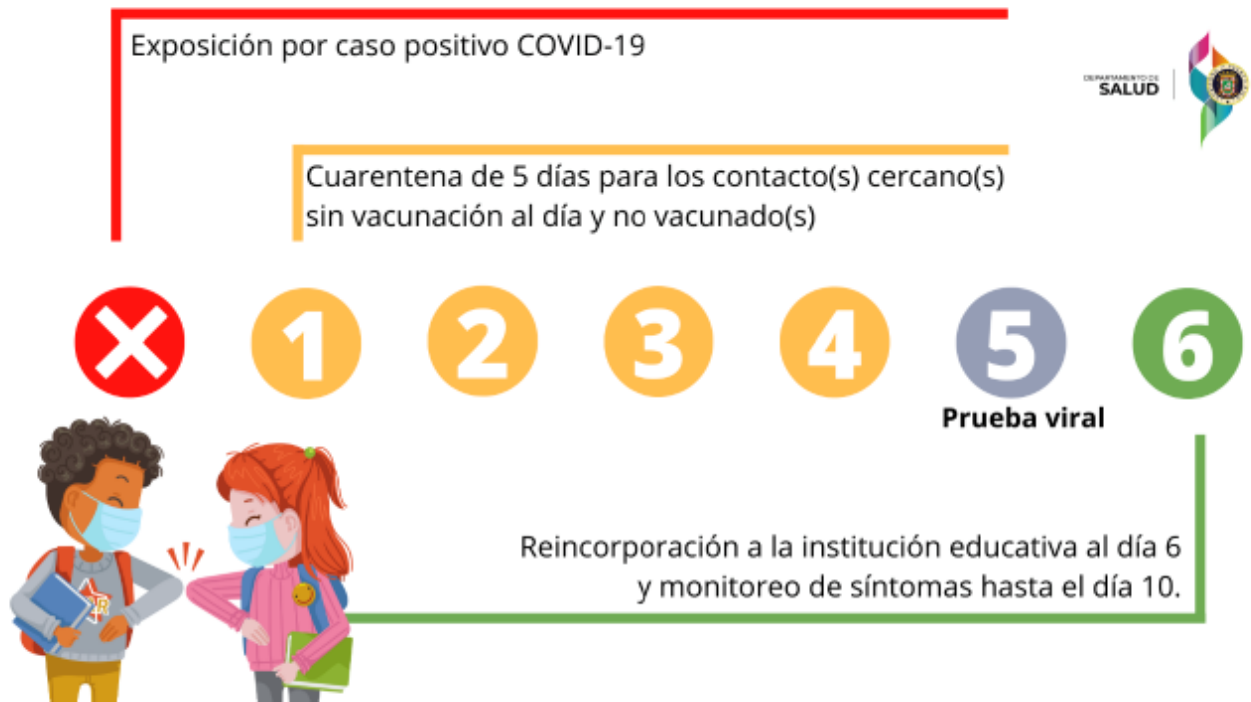 Exposición por caso positivo COVID-19
DEPARTAMENTO DE
SALUD
Cuarentena de 5 días para los contacto(s) cercano(s)
sin vacunación al día y no vacunado(s)
1 2 3 4 5 6
Prueba viral
Reincorporación a la institución educativa al día 6
y monitoreo de síntomas hasta el día 10.